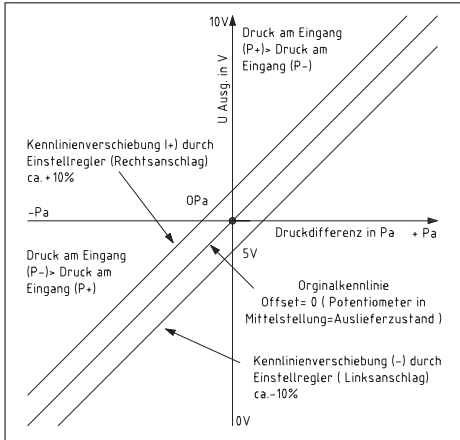 10V
Druck am Eingang
(P+)> Druck am
Eingang (P-)
U Ausg. in V
Kennlinienverschiebung I+) durch
Einstellregler (Rechtsanschlag)
ca.+10%
0Pa
-Pa
Druckdifferenz in Pa
+ Pa
5V
Druck am Eingang
(P-)> Druck am
Eingang (P+)
Orginalkennlinie
Offset= 0 ( Potentiometer in
Mittelstellung=Auslieferzustand )
Kennlinienverschiebung (-) durch
Einstellregler ( Linksanschlag)
ca.-10%
0V